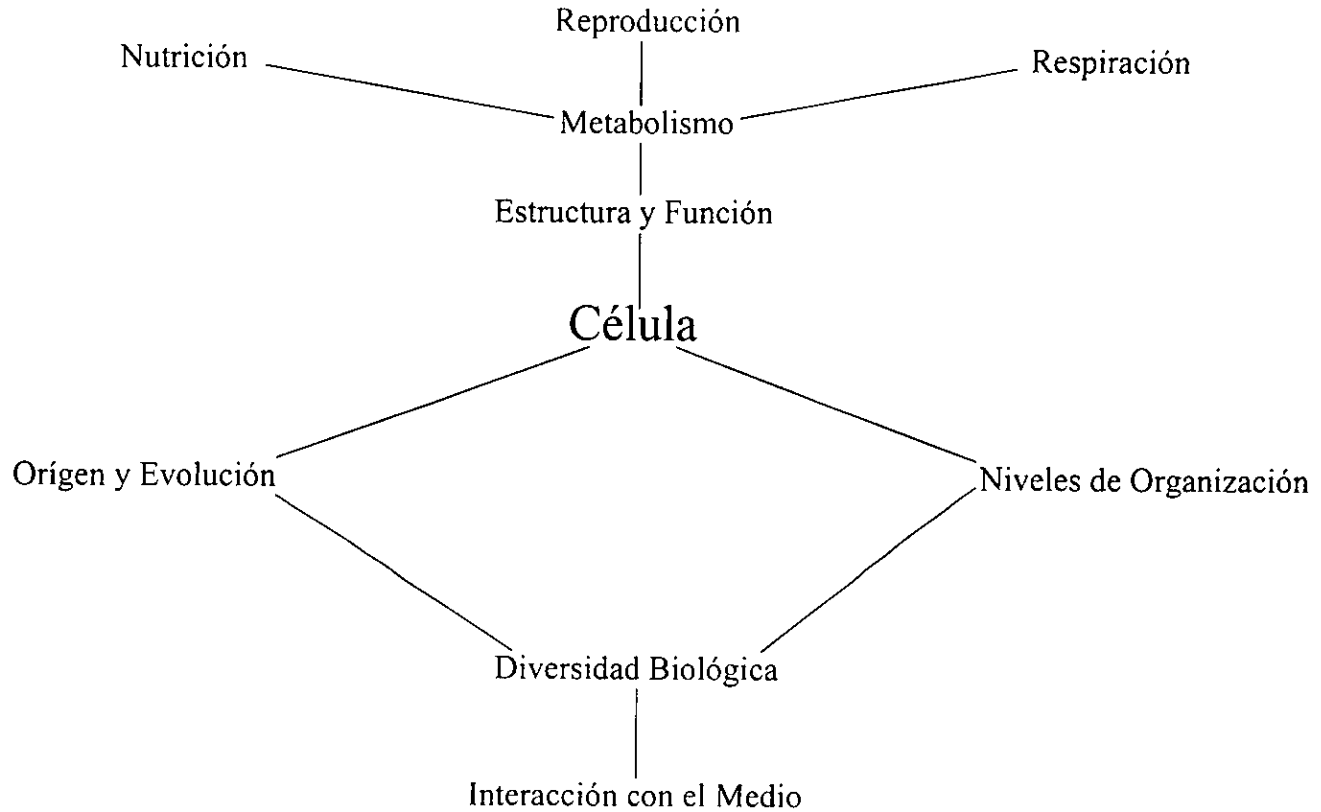 Reproducción
Nutrición
Respiración
Metabolismo
Estructura y Función
Célula
Orígen y Evolución
Niveles de Organización
Diversidad Biológica
Interacción con el Medio